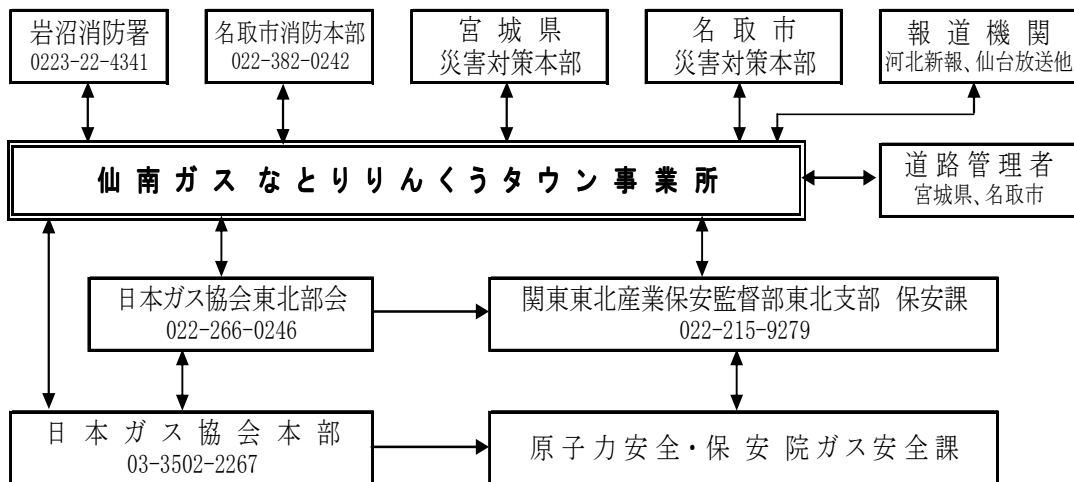 岩沼消防署
0223-22-4341
名取市消防本部
022-382-0242
宮城県
災害対策本部
名取市
災害対策本部
報道機関
河北新報、仙台放送他
仙南ガスなとりりんくうタウン事業所
道路管理者
宮城県、名取市
日本ガス協会東北部会
022-266-0246
関東東北産業保安監督部東北支部 保安課
022-215-9279
日本ガス協会本部
03-3502-2267
原子力安全・保安院ガス安全課